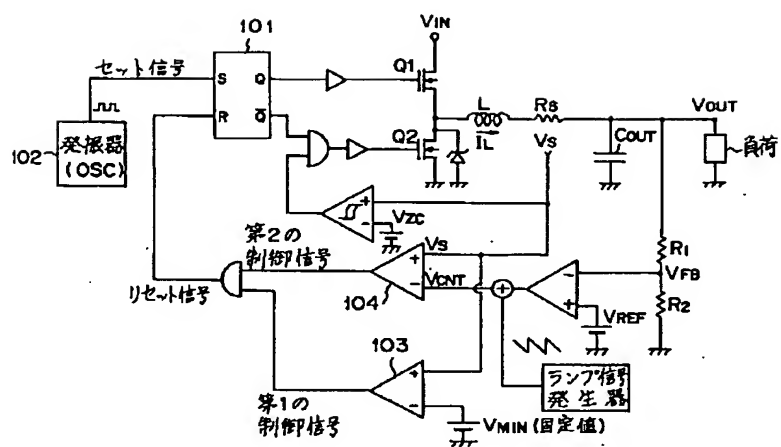 101
VIN
セット信号
S
Q
Q1
R
Q̅
L
RS
VOUT
102
発振器
(OSC)
Q2
IL
VS
COUT
負荷
VZC
第2の
制御信号
VS
R1
リセット信号
VCNT
VFB
104
VREF
R2
103
ランプ信号
発生器
第1の
制御信号
VMIN (固定値)